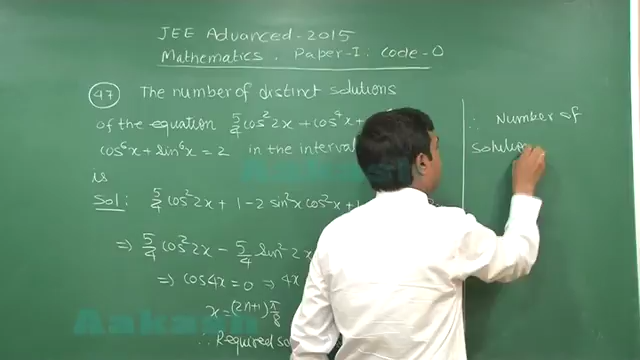 JEE Advanced - 2015
Mathematics. Paper-I: Code-0
47 The number of distinct solutions
of the equation 5/4 cos²2x + cos⁴x +
cos⁶x + sin⁶x = 2 in the interval
is
Sol: 5/4 cos²2x + 1 - 2 sin²x cos²x + 1
⇒ 5/4 cos²2x - 5/4 sin²2x
⇒ cos4x = 0 ⇒ 4x
x = (2n+1) π/8
∴ Required
∴ Number of
Solution
Aakash
Aakash